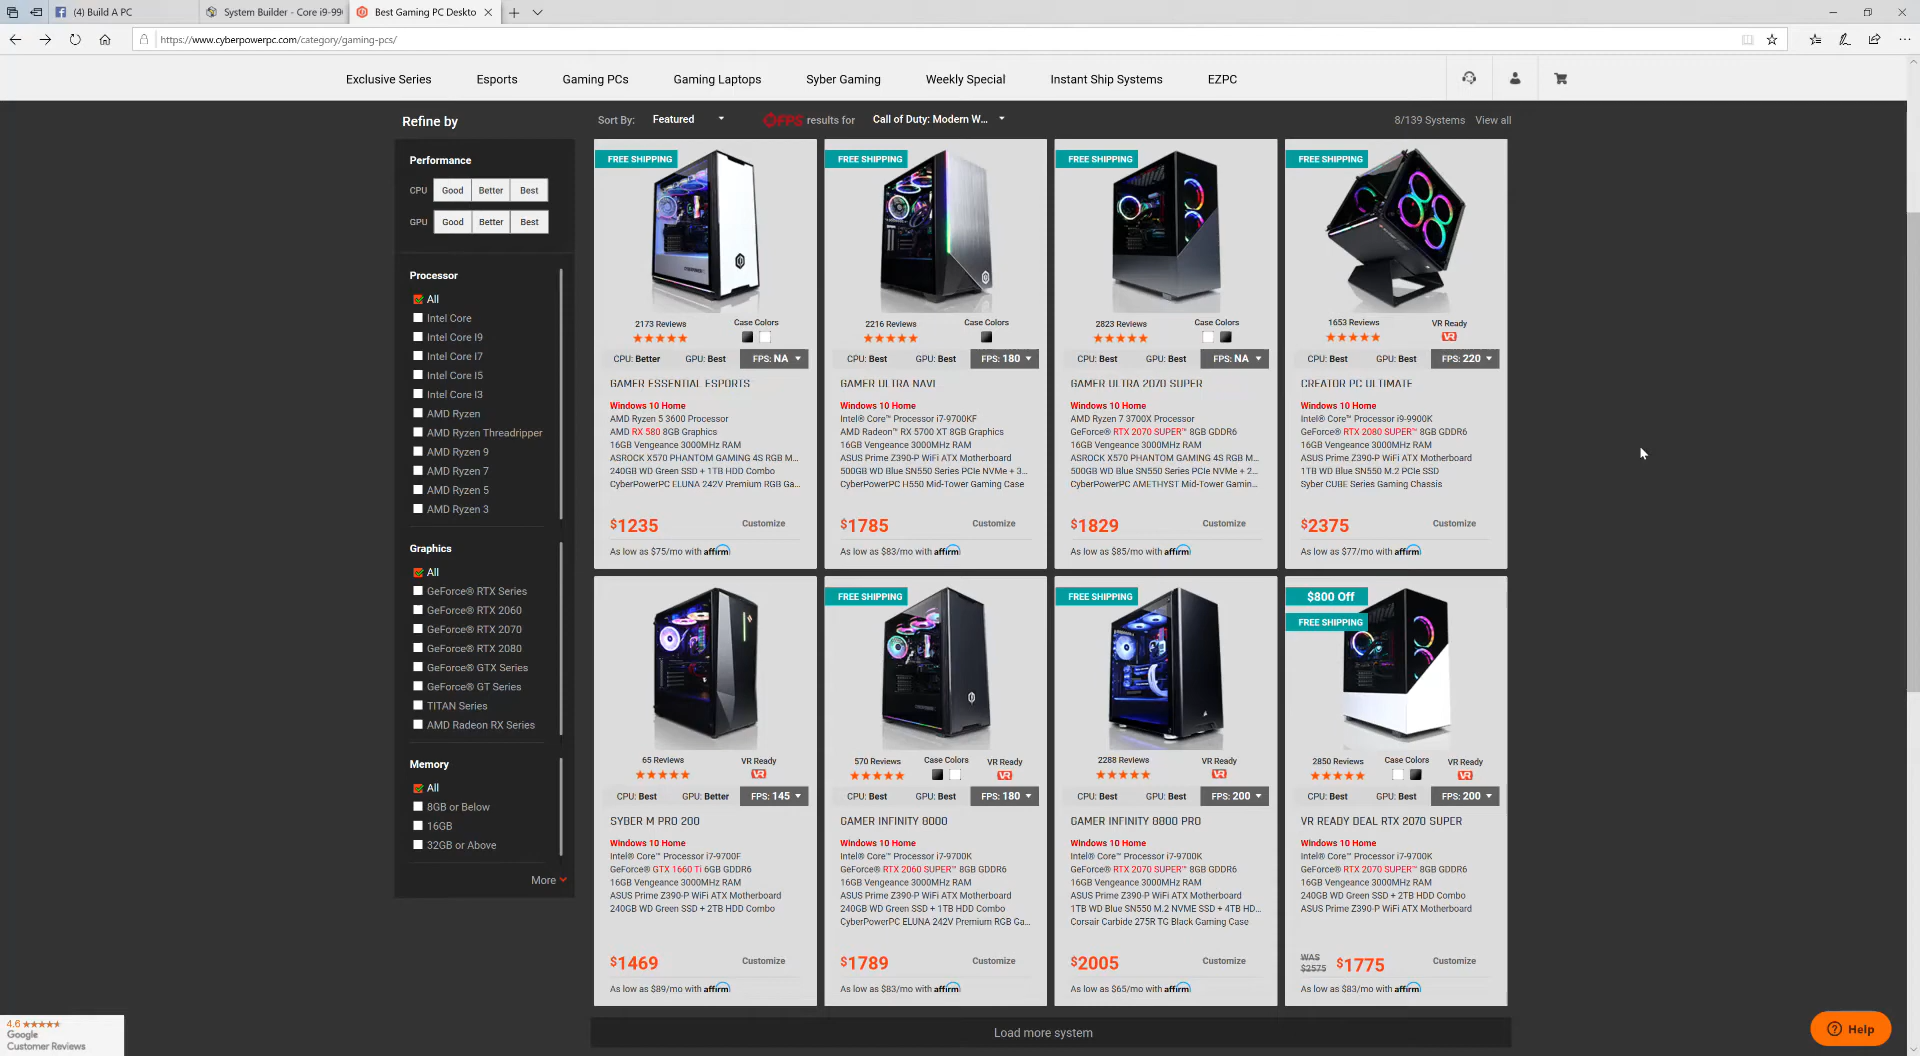 (4) Build A PC
System Builder - Core i9-99
Best Gaming PC Deskto
https://www.cyberpowerpc.com/category/gaming-pcs/
Exclusive Series
Esports
Gaming PCs
Gaming Laptops
Syber Gaming
Weekly Special
Instant Ship Systems
EZPC
Refine by
Sort By: Featured
FPS results for Call of Duty: Modern W...
8/139 Systems View all
Performance
CPU Good Better Best
GPU Good Better Best
Processor
All
Intel Core
Intel Core I9
Intel Core I7
Intel Core I5
Intel Core I3
AMD Ryzen
AMD Ryzen Threadripper
AMD Ryzen 9
AMD Ryzen 7
AMD Ryzen 5
AMD Ryzen 3
Graphics
All
GeForce® RTX Series
GeForce® RTX 2060
GeForce® RTX 2070
GeForce® RTX 2080
GeForce® GTX Series
GeForce® GT Series
TITAN Series
AMD Radeon RX Series
Memory
All
8GB or Below
16GB
32GB or Above
More
FREE SHIPPING
2173 Reviews
Case Colors
CPU: Better GPU: Best FPS: NA
GAMER ESSENTIAL ESPORTS
Windows 10 Home
AMD Ryzen 5 3600 Processor
AMD RX 580 8GB Graphics
16GB Vengeance 3000MHz RAM
ASROCK X570 PHANTOM GAMING 4S RGB M...
240GB WD Green SSD + 1TB HDD Combo
CyberPowerPC ELUNA 242V Premium RGB Ga...
$1235
Customize
As low as $75/mo with affirm
FREE SHIPPING
2216 Reviews
Case Colors
CPU: Best GPU: Best FPS: 180
GAMER ULTRA NAVI
Windows 10 Home
Intel® Core™ Processor i7-9700KF
AMD Radeon™ RX 5700 XT 8GB Graphics
16GB Vengeance 3000MHz RAM
ASUS Prime Z390-P WiFi ATX Motherboard
500GB WD Blue SN550 Series PCIe NVMe + 3...
CyberPowerPC H550 Mid-Tower Gaming Case
$1785
Customize
As low as $83/mo with affirm
FREE SHIPPING
2823 Reviews
Case Colors
CPU: Best GPU: Best FPS: NA
GAMER ULTRA 2070 SUPER
Windows 10 Home
AMD Ryzen 7 3700X Processor
GeForce® RTX 2070 SUPER™ 8GB GDDR6
16GB Vengeance 3000MHz RAM
ASROCK X570 PHANTOM GAMING 4S RGB M...
500GB WD Blue SN550 Series PCIe NVMe + 2...
CyberPowerPC AMETHYST Mid-Tower Gamin...
$1829
Customize
As low as $85/mo with affirm
FREE SHIPPING
1653 Reviews
VR Ready
VR
CPU: Best GPU: Best FPS: 220
CREATOR PC ULTIMATE
Windows 10 Home
Intel® Core™ Processor i9-9900K
GeForce® RTX 2080 SUPER™ 8GB GDDR6
16GB Vengeance 3000MHz RAM
ASUS Prime Z390-P WiFi ATX Motherboard
1TB WD Blue SN550 M.2 PCIe SSD
Syber CUBE Series Gaming Chassis
$2375
Customize
As low as $77/mo with affirm
65 Reviews
VR Ready
VR
CPU: Best GPU: Better FPS: 145
SYBER M PRO 200
Windows 10 Home
Intel® Core™ Processor i7-9700F
GeForce® GTX 1660 Ti 6GB GDDR6
16GB Vengeance 3000MHz RAM
ASUS Prime Z390-P WiFi ATX Motherboard
240GB WD Green SSD + 2TB HDD Combo
$1469
Customize
As low as $89/mo with affirm
FREE SHIPPING
570 Reviews
Case Colors
VR Ready
VR
CPU: Best GPU: Best FPS: 180
GAMER INFINITY 8000
Windows 10 Home
Intel® Core™ Processor i7-9700K
GeForce® RTX 2060 SUPER™ 8GB GDDR6
16GB Vengeance 3000MHz RAM
ASUS Prime Z390-P WiFi ATX Motherboard
240GB WD Green SSD + 1TB HDD Combo
CyberPowerPC ELUNA 242V Premium RGB Ga...
$1789
Customize
As low as $83/mo with affirm
FREE SHIPPING
2288 Reviews
VR Ready
VR
CPU: Best GPU: Best FPS: 200
GAMER INFINITY 8800 PRO
Windows 10 Home
Intel® Core™ Processor i7-9700K
GeForce® RTX 2070 SUPER™ 8GB GDDR6
16GB Vengeance 3000MHz RAM
ASUS Prime Z390-P WiFi ATX Motherboard
1TB WD Blue SN550 M.2 NVME SSD + 4TB HD...
Corsair Carbide 275R TG Black Gaming Case
$2005
Customize
As low as $65/mo with affirm
$800 Off
FREE SHIPPING
2850 Reviews
Case Colors
VR Ready
VR
CPU: Best GPU: Best FPS: 200
VR READY DEAL RTX 2070 SUPER
Windows 10 Home
Intel® Core™ Processor i7-9700K
GeForce® RTX 2070 SUPER™ 8GB GDDR6
16GB Vengeance 3000MHz RAM
240GB WD Green SSD + 2TB HDD Combo
ASUS Prime Z390-P WiFi ATX Motherboard
WAS
$2575
$1775
Customize
As low as $83/mo with affirm
Load more system
4.6
Google
Customer Reviews
Help